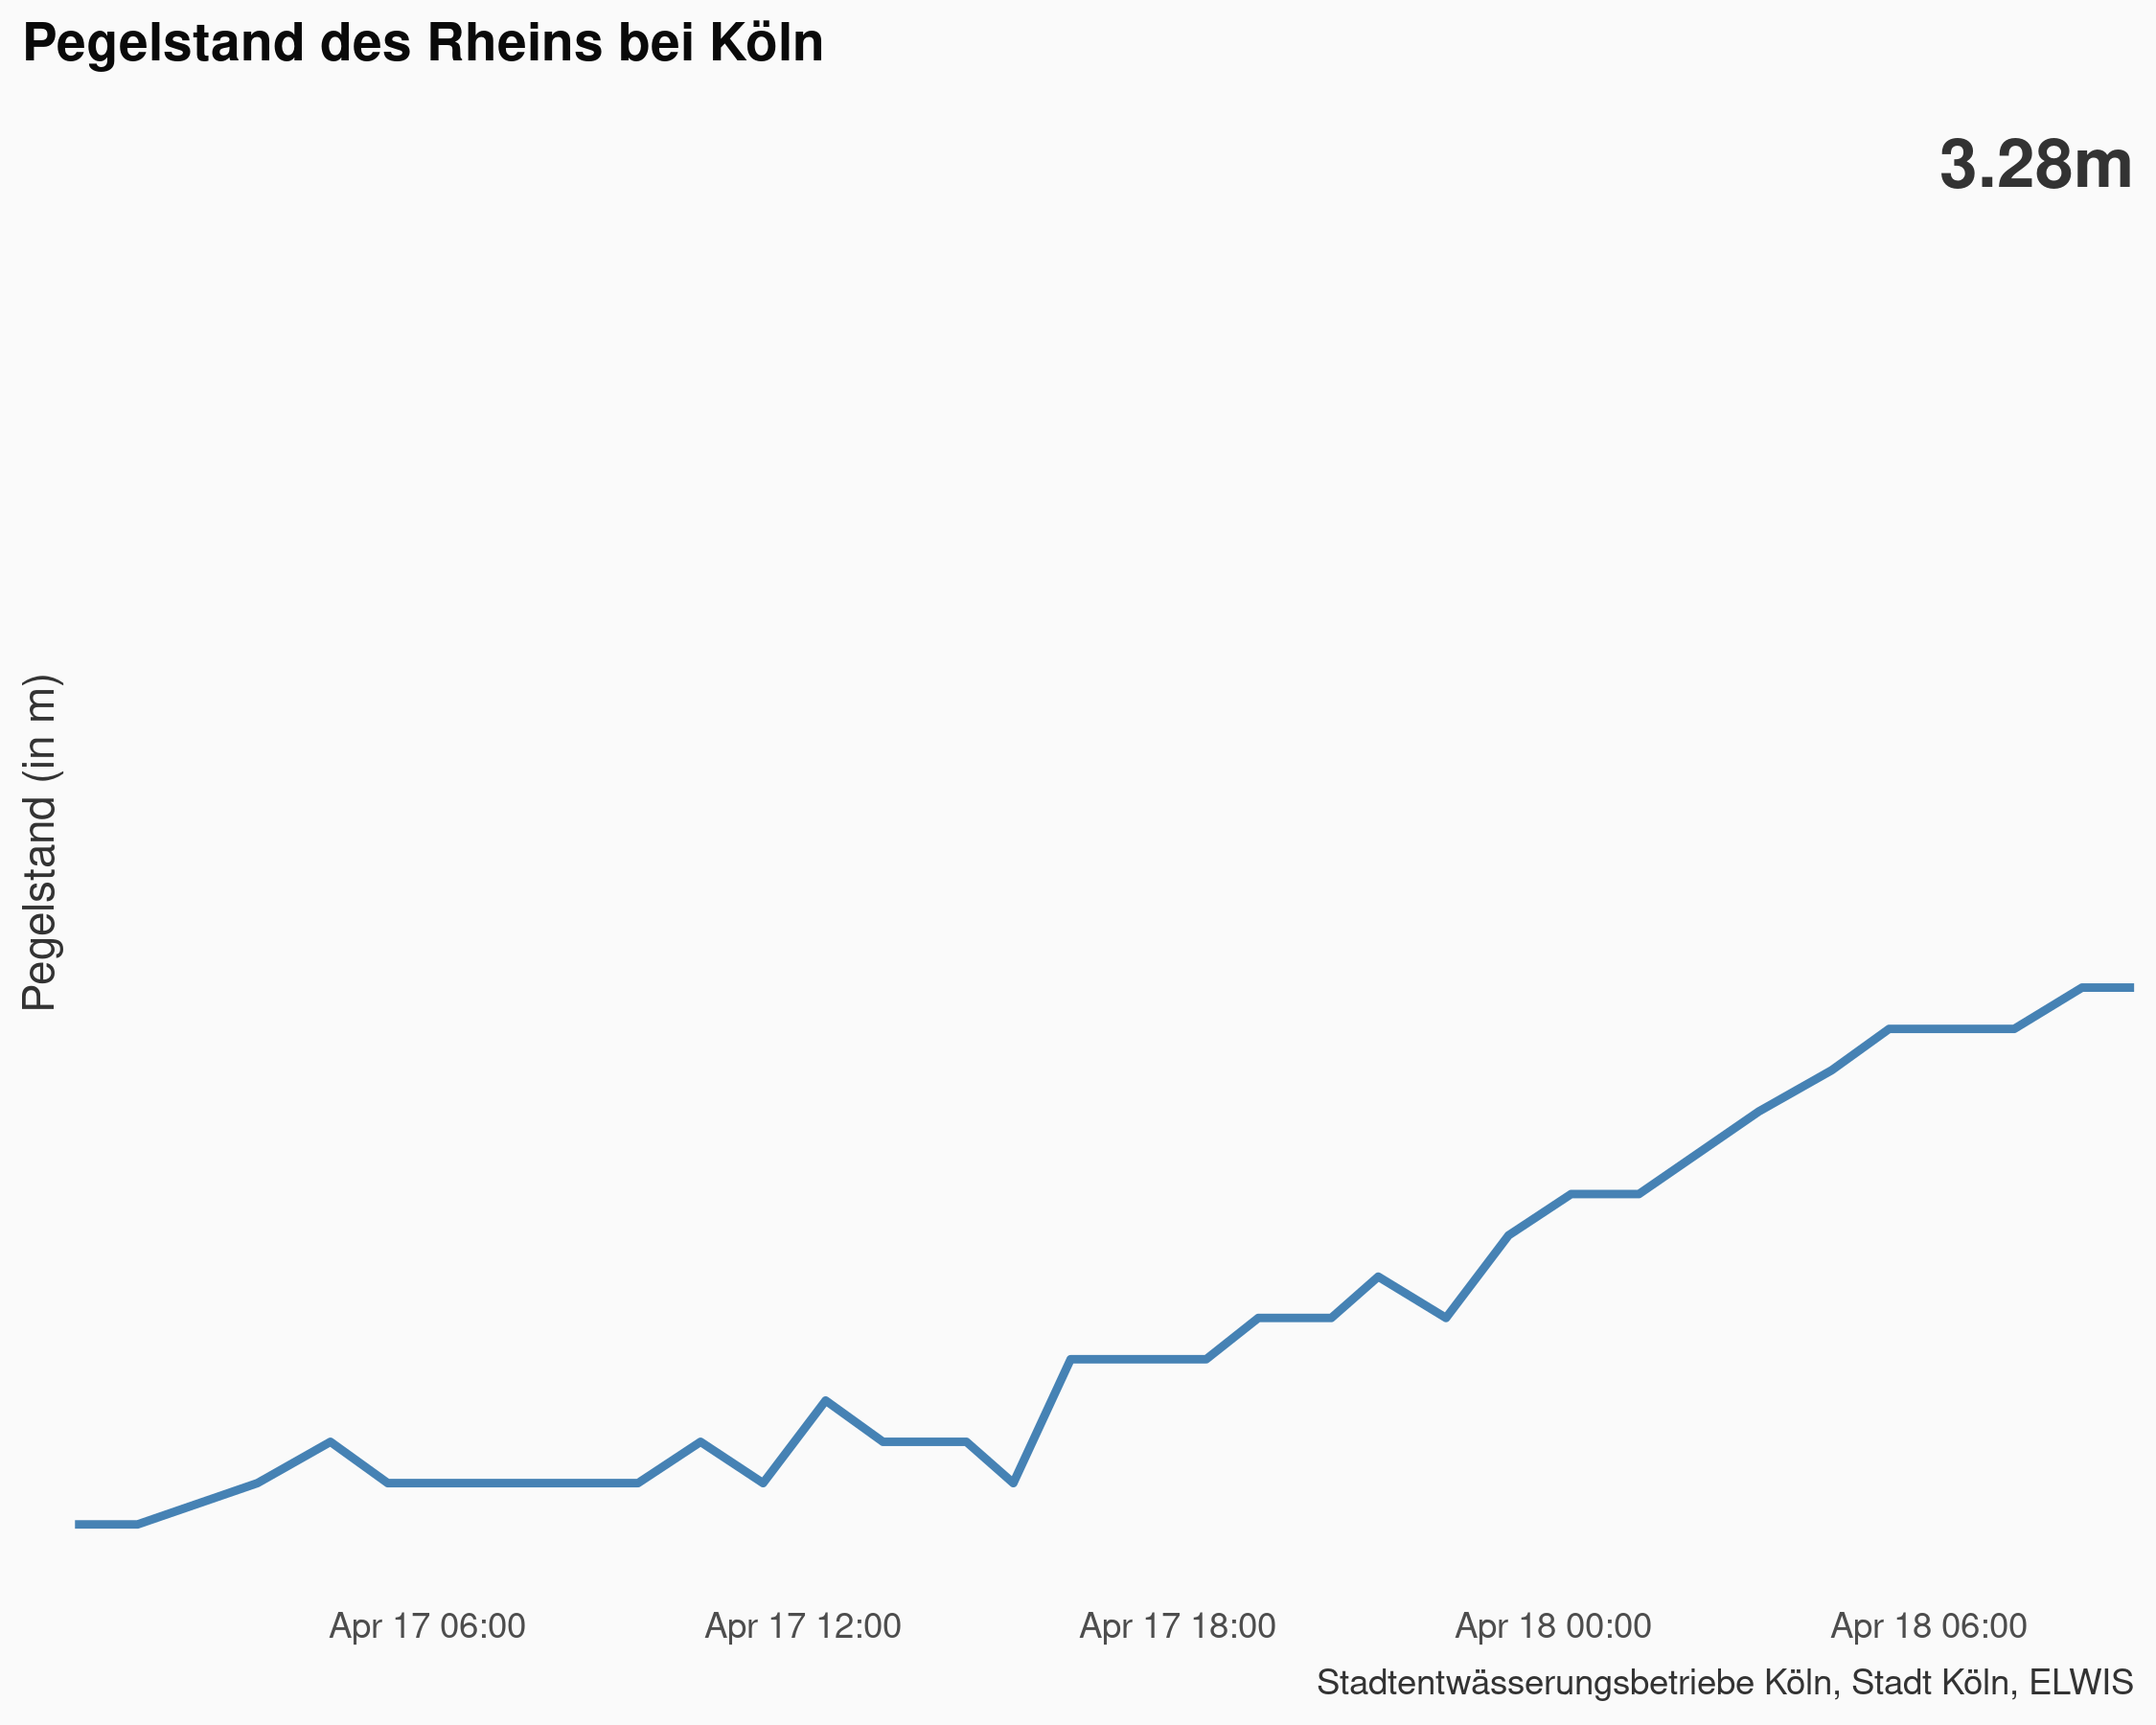 Pegelstand des Rheins bei Köln
3.28m
Pegelstand (in m)
Apr 17 06:00 Apr 17 12:00 Apr 17 18:00 Apr 18 00:00 Apr 18 06:00
Stadtentwässerungsbetriebe Köln, Stadt Köln, ELWIS